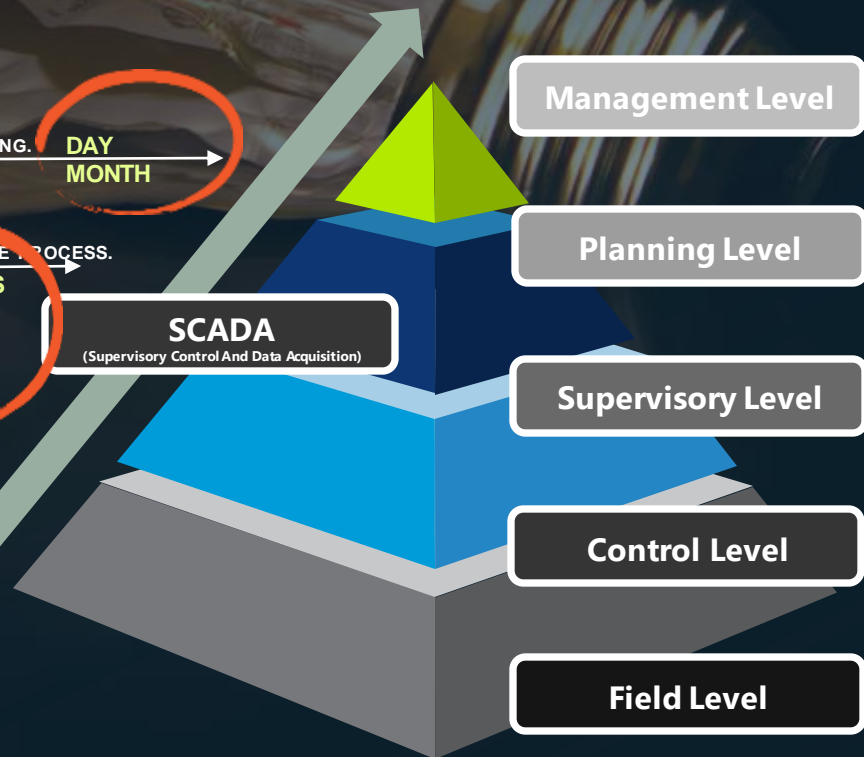 Management Level
NG. DAY
MONTH
Planning Level
PROCESS.
S
SCADA
(Supervisory Control And Data Acquisition)
Supervisory Level
Control Level
Field Level